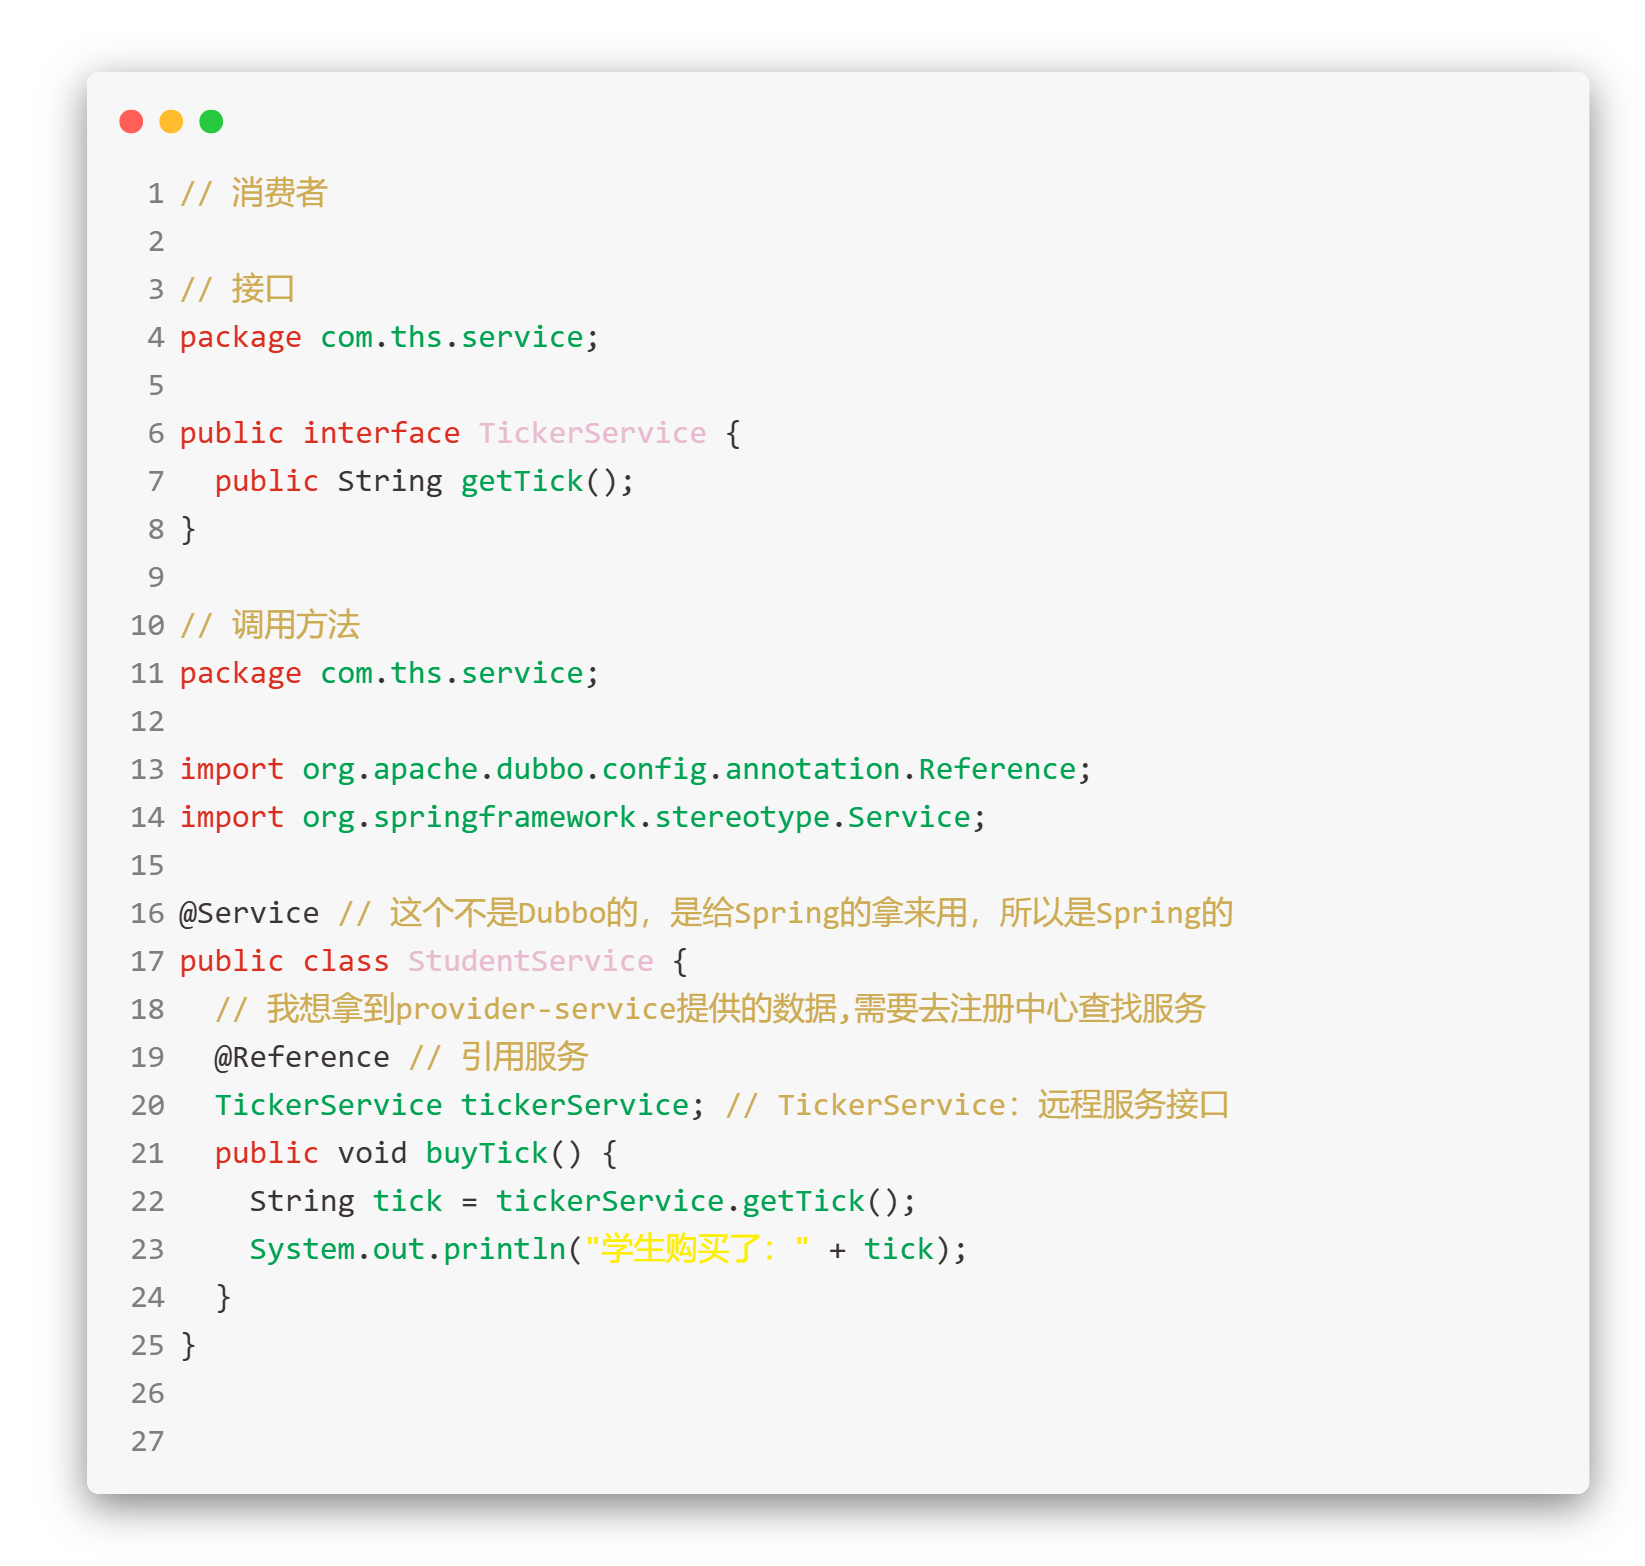 1 // 消费者
2
3 // 接口
4 package com.ths.service;
5
6 public interface TickerService {
7   public String getTick();
8 }
9
10 // 调用方法
11 package com.ths.service;
12
13 import org.apache.dubbo.config.annotation.Reference;
14 import org.springframework.stereotype.Service;
15
16 @Service // 这个不是Dubbo的，是给Spring的拿来用，所以是Spring的
17 public class StudentService {
18   // 我想拿到provider-service提供的数据,需要去注册中心查找服务
19   @Reference // 引用服务
20   TickerService tickerService; // TickerService：远程服务接口
21   public void buyTick() {
22     String tick = tickerService.getTick();
23     System.out.println("学生购买了：" + tick);
24   }
25 }
26
27